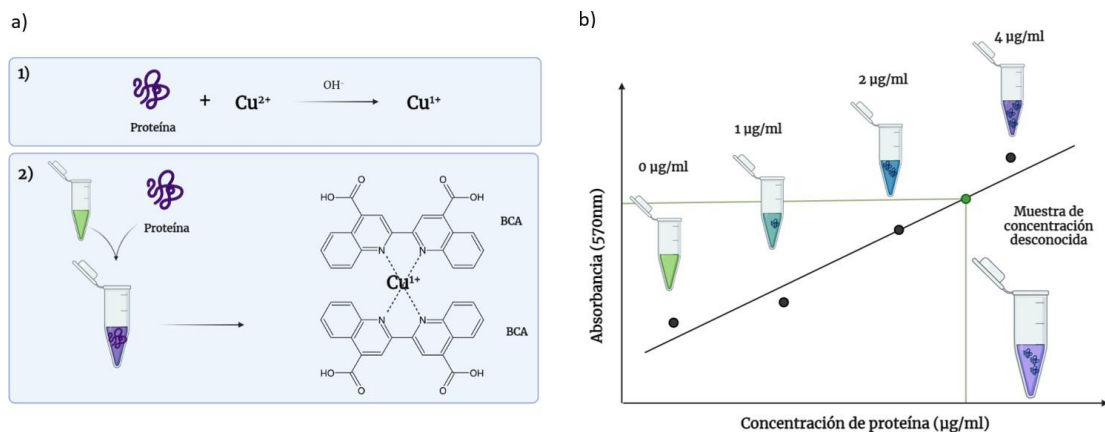 a)
1)
Proteína
+
Cu²⁺
OH⁻
Cu¹⁺
2)
Proteína
O
OH
HO
O
BCA
N
N
Cu¹⁺
N
N
BCA
HO
O
O
OH
b)
4 µg/ml
2 µg/ml
1 µg/ml
0 µg/ml
Absorbancia (570nm)
Muestra de
concentración
desconocida
Concentración de proteína (µg/ml)